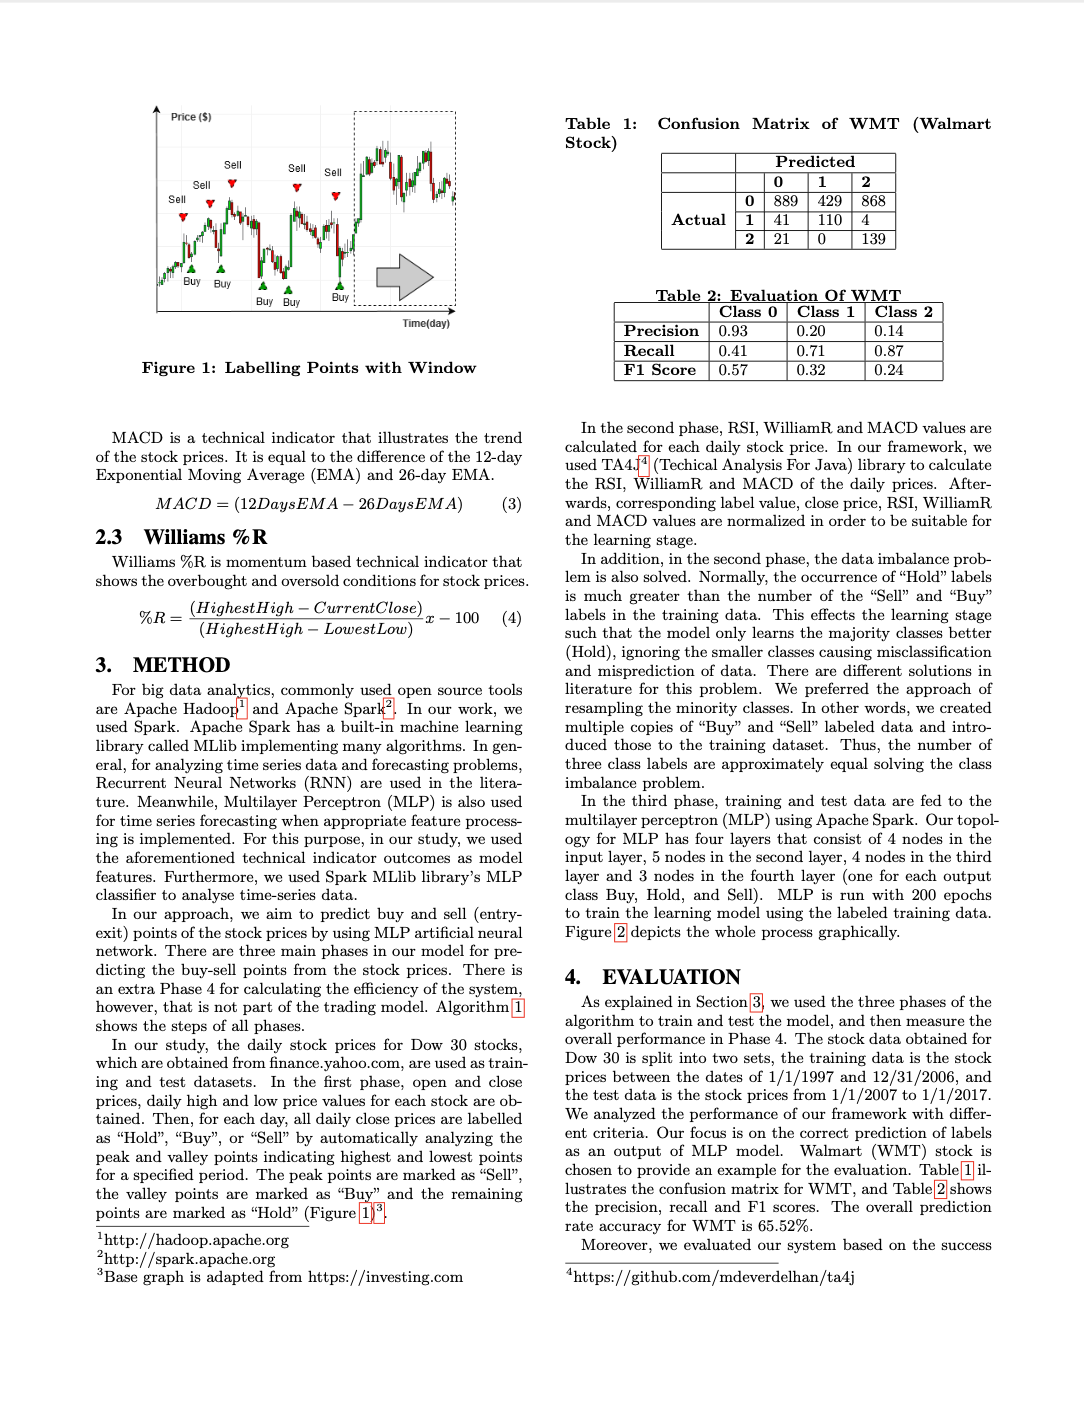 Price ($)
Sell
Sell
Sell
Sell
Sell
Buy
Buy
Buy
Buy
Buy
Time(day)
Figure 1: Labelling Points with Window
MACD is a technical indicator that illustrates the trend
of the stock prices. It is equal to the difference of the 12-day
Exponential Moving Average (EMA) and 26-day EMA.
MACD = (12DaysEMA − 26DaysEMA) (3)
2.3 Williams %R
Williams %R is momentum based technical indicator that
shows the overbought and oversold conditions for stock prices.
%R = (HighestHigh − CurrentClose) / (HighestHigh − LowestLow) x − 100 (4)
3. METHOD
For big data analytics, commonly used open source tools
are Apache Hadoop1 and Apache Spark2. In our work, we
used Spark. Apache Spark has a built-in machine learning
library called MLlib implementing many algorithms. In gen-
eral, for analyzing time series data and forecasting problems,
Recurrent Neural Networks (RNN) are used in the litera-
ture. Meanwhile, Multilayer Perceptron (MLP) is also used
for time series forecasting when appropriate feature process-
ing is implemented. For this purpose, in our study, we used
the aforementioned technical indicator outcomes as model
features. Furthermore, we used Spark MLlib library's MLP
classifier to analyse time-series data.
In our approach, we aim to predict buy and sell (entry-
exit) points of the stock prices by using MLP artificial neural
network. There are three main phases in our model for pre-
dicting the buy-sell points from the stock prices. There is
an extra Phase 4 for calculating the efficiency of the system,
however, that is not part of the trading model. Algorithm 1
shows the steps of all phases.
In our study, the daily stock prices for Dow 30 stocks,
which are obtained from finance.yahoo.com, are used as train-
ing and test datasets. In the first phase, open and close
prices, daily high and low price values for each stock are ob-
tained. Then, for each day, all daily close prices are labelled
as "Hold", "Buy", or "Sell" by automatically analyzing the
peak and valley points indicating highest and lowest points
for a specified period. The peak points are marked as "Sell",
the valley points are marked as "Buy" and the remaining
points are marked as "Hold" (Figure 1)3.
1http://hadoop.apache.org
2http://spark.apache.org
3Base graph is adapted from https://investing.com
Table 1: Confusion Matrix of WMT (Walmart
Stock)
Predicted
0 1 2
0 889 429 868
Actual 1 41 110 4
2 21 0 139
Table 2: Evaluation Of WMT
Class 0 Class 1 Class 2
Precision 0.93 0.20 0.14
Recall 0.41 0.71 0.87
F1 Score 0.57 0.32 0.24
In the second phase, RSI, WilliamR and MACD values are
calculated for each daily stock price. In our framework, we
used TA4J4 (Techical Analysis For Java) library to calculate
the RSI, WilliamR and MACD of the daily prices. After-
wards, corresponding label value, close price, RSI, WilliamR
and MACD values are normalized in order to be suitable for
the learning stage.
In addition, in the second phase, the data imbalance prob-
lem is also solved. Normally, the occurrence of "Hold" labels
is much greater than the number of the "Sell" and "Buy"
labels in the training data. This effects the learning stage
such that the model only learns the majority classes better
(Hold), ignoring the smaller classes causing misclassification
and misprediction of data. There are different solutions in
literature for this problem. We preferred the approach of
resampling the minority classes. In other words, we created
multiple copies of "Buy" and "Sell" labeled data and intro-
duced those to the training dataset. Thus, the number of
three class labels are approximately equal solving the class
imbalance problem.
In the third phase, training and test data are fed to the
multilayer perceptron (MLP) using Apache Spark. Our topol-
ogy for MLP has four layers that consist of 4 nodes in the
input layer, 5 nodes in the second layer, 4 nodes in the third
layer and 3 nodes in the fourth layer (one for each output
class Buy, Hold, and Sell). MLP is run with 200 epochs
to train the learning model using the labeled training data.
Figure 2 depicts the whole process graphically.
4. EVALUATION
As explained in Section 3, we used the three phases of the
algorithm to train and test the model, and then measure the
overall performance in Phase 4. The stock data obtained for
Dow 30 is split into two sets, the training data is the stock
prices between the dates of 1/1/1997 and 12/31/2006, and
the test data is the stock prices from 1/1/2007 to 1/1/2017.
We analyzed the performance of our framework with differ-
ent criteria. Our focus is on the correct prediction of labels
as an output of MLP model. Walmart (WMT) stock is
chosen to provide an example for the evaluation. Table 1 il-
lustrates the confusion matrix for WMT, and Table 2 shows
the precision, recall and F1 scores. The overall prediction
rate accuracy for WMT is 65.52%.
Moreover, we evaluated our system based on the success
4https://github.com/mdeverdelhan/ta4j